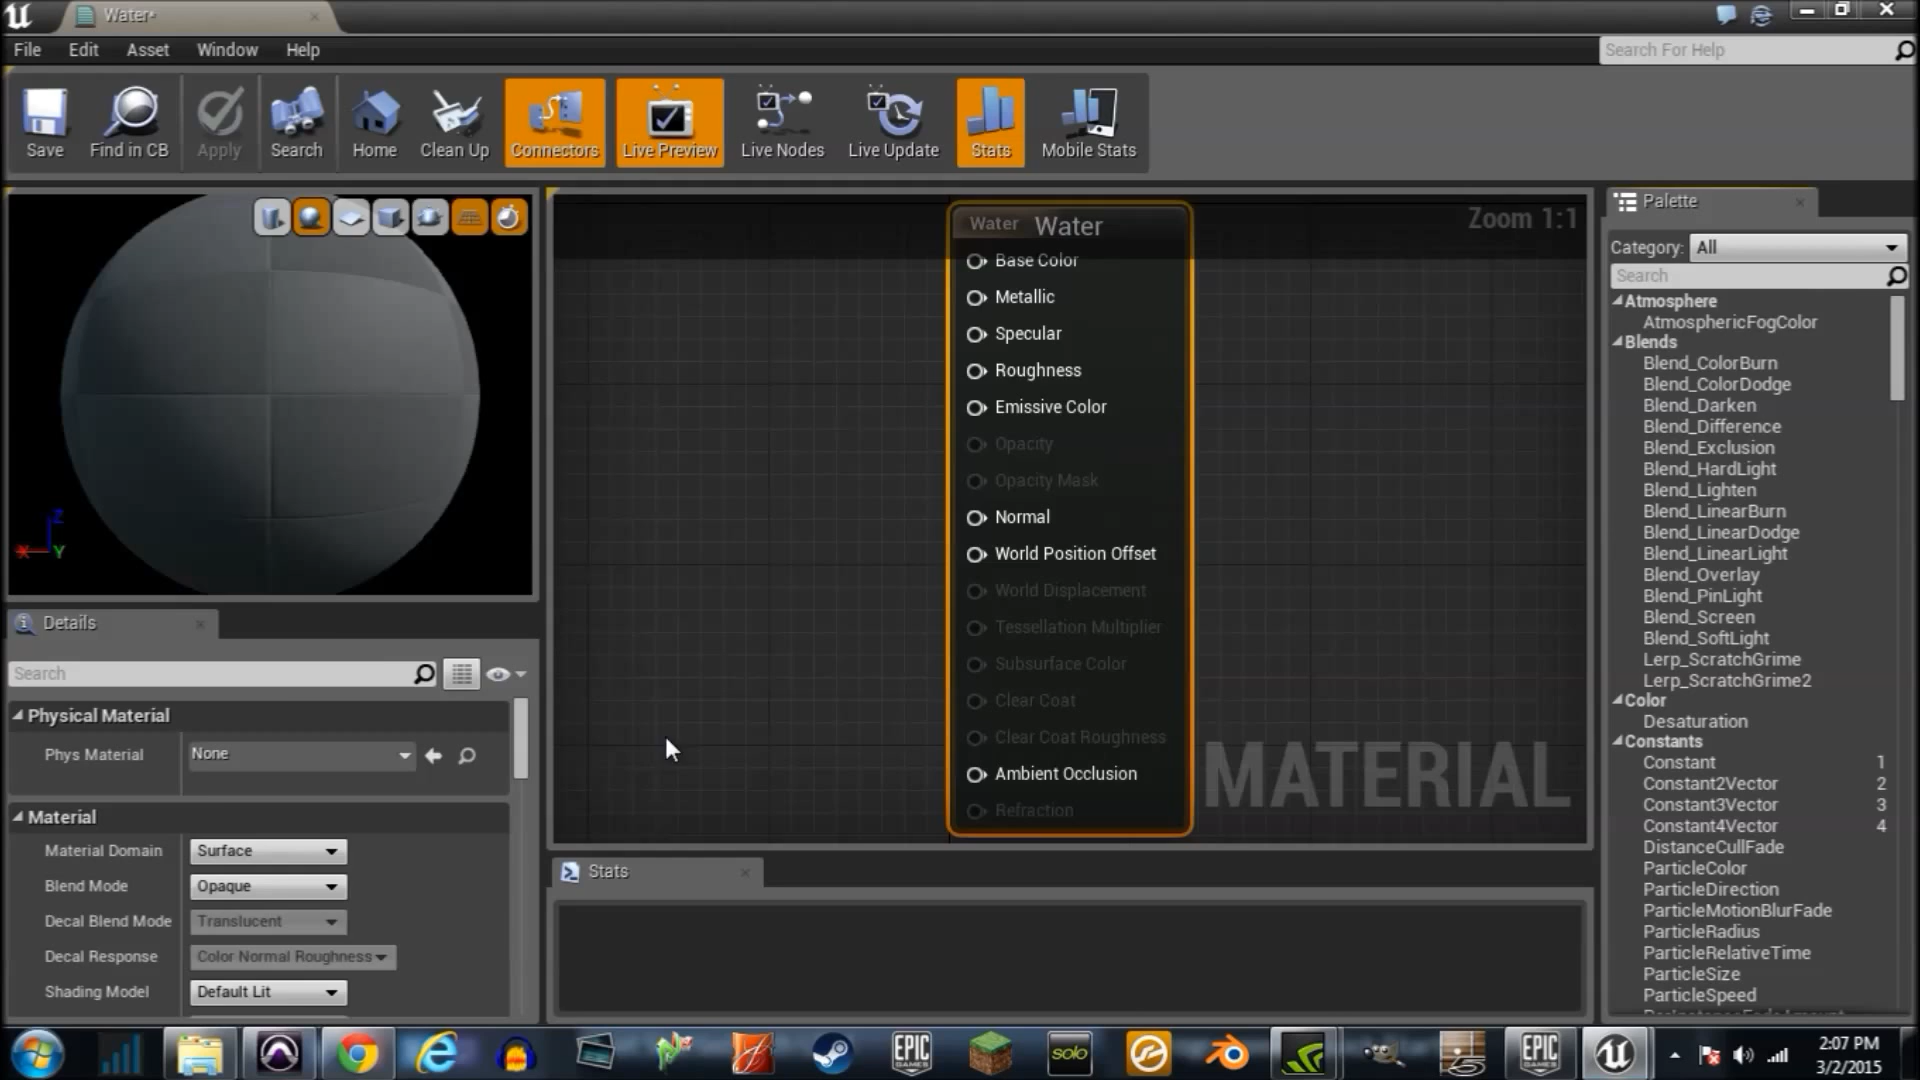 Water*
File Edit Asset Window Help
Search For Help
Save Find in CB Apply Search Home Clean Up Connectors Live Preview Live Nodes Live Update Stats Mobile Stats
Z
X Y
Details
Search
Physical Material
Phys Material None
Material
Material Domain Surface
Blend Mode Opaque
Decal Blend Mode Translucent
Decal Response Color Normal Roughness
Shading Model Default Lit
Water Water
Zoom 1:1
Base Color
Metallic
Specular
Roughness
Emissive Color
Opacity
Opacity Mask
Normal
World Position Offset
World Displacement
Tessellation Multiplier
Subsurface Color
Clear Coat
Clear Coat Roughness
Ambient Occlusion
Refraction
MATERIAL
Stats
Palette
Category: All
Search
Atmosphere
AtmosphericFogColor
Blends
Blend_ColorBurn
Blend_ColorDodge
Blend_Darken
Blend_Difference
Blend_Exclusion
Blend_HardLight
Blend_Lighten
Blend_LinearBurn
Blend_LinearDodge
Blend_LinearLight
Blend_Overlay
Blend_PinLight
Blend_Screen
Blend_SoftLight
Lerp_ScratchGrime
Lerp_ScratchGrime2
Color
Desaturation
Constants
Constant 1
Constant2Vector 2
Constant3Vector 3
Constant4Vector 4
DistanceCullFade
ParticleColor
ParticleDirection
ParticleMotionBlurFade
ParticleRadius
ParticleRelativeTime
ParticleSize
ParticleSpeed
EPIC GAMES
solo
EPIC GAMES
2:07 PM
3/2/2015